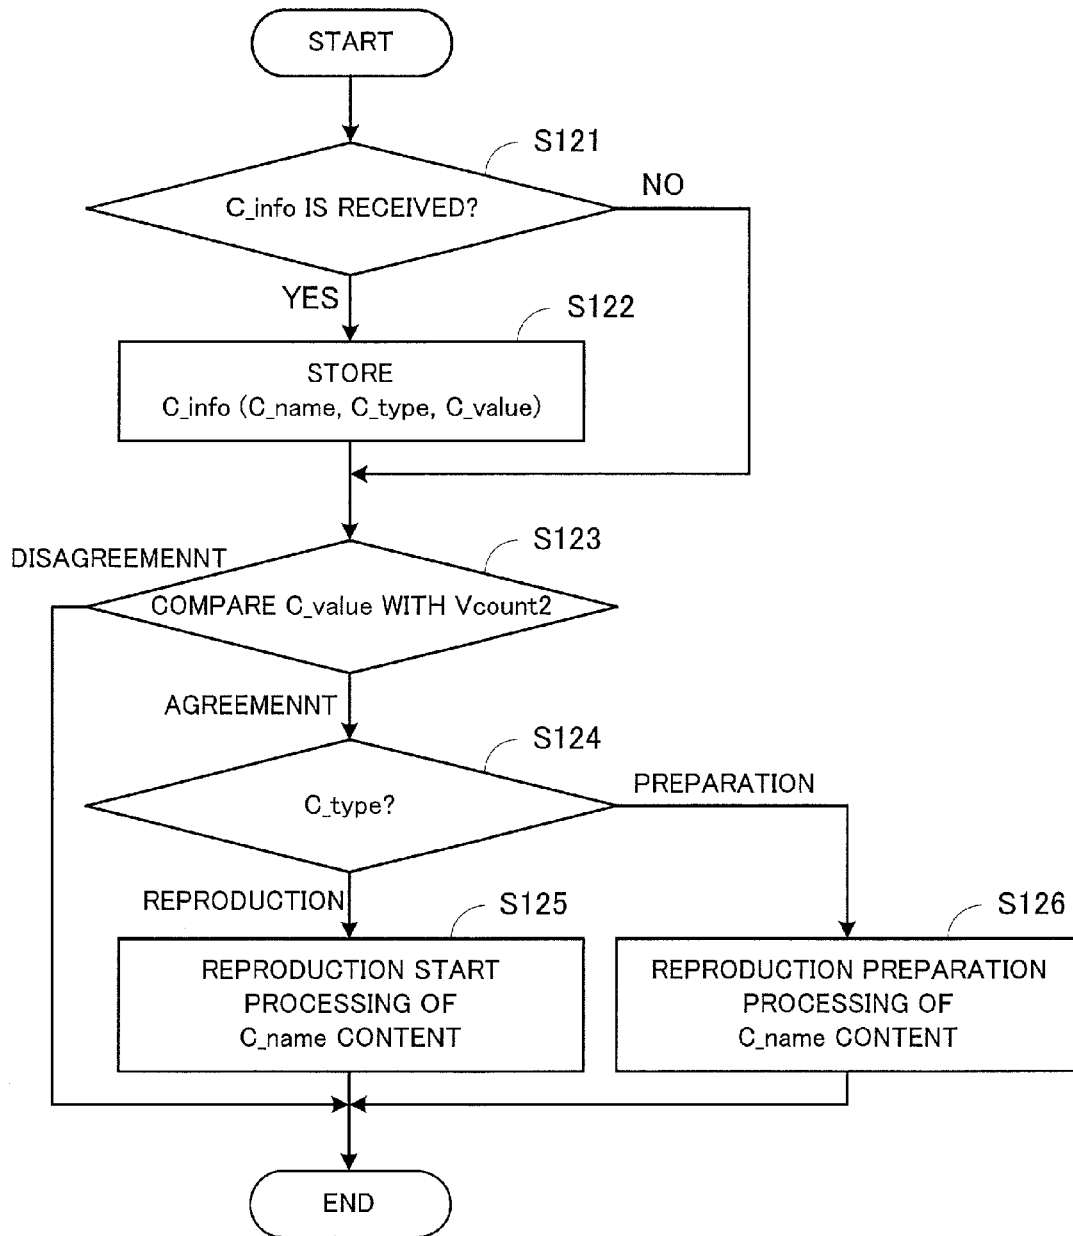 START
S121
C_info IS RECEIVED?
NO
YES
S122
STORE
C_info (C_name, C_type, C_value)
S123
DISAGREEMENNT
COMPARE C_value WITH Vcount2
AGREEMENNT
S124
C_type?
PREPARATION
REPRODUCTION
S125
S126
REPRODUCTION START
PROCESSING OF
C_name CONTENT
REPRODUCTION PREPARATION
PROCESSING OF
C_name CONTENT
END